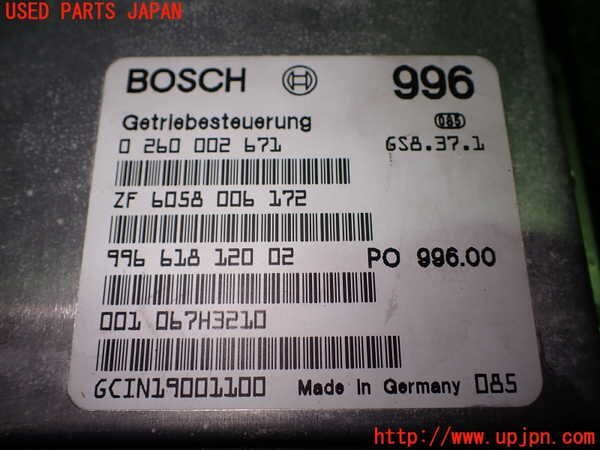 USED PARTS JAPAN
BOSCH 996
Getriebesteuerung 085
0 260 002 671 GS8.37.1
ZF 6058 006 172
996 618 120 02 PO 996.00
001 067H3210
GCIN19001100 Made in Germany 085
http://www.upjpn.com